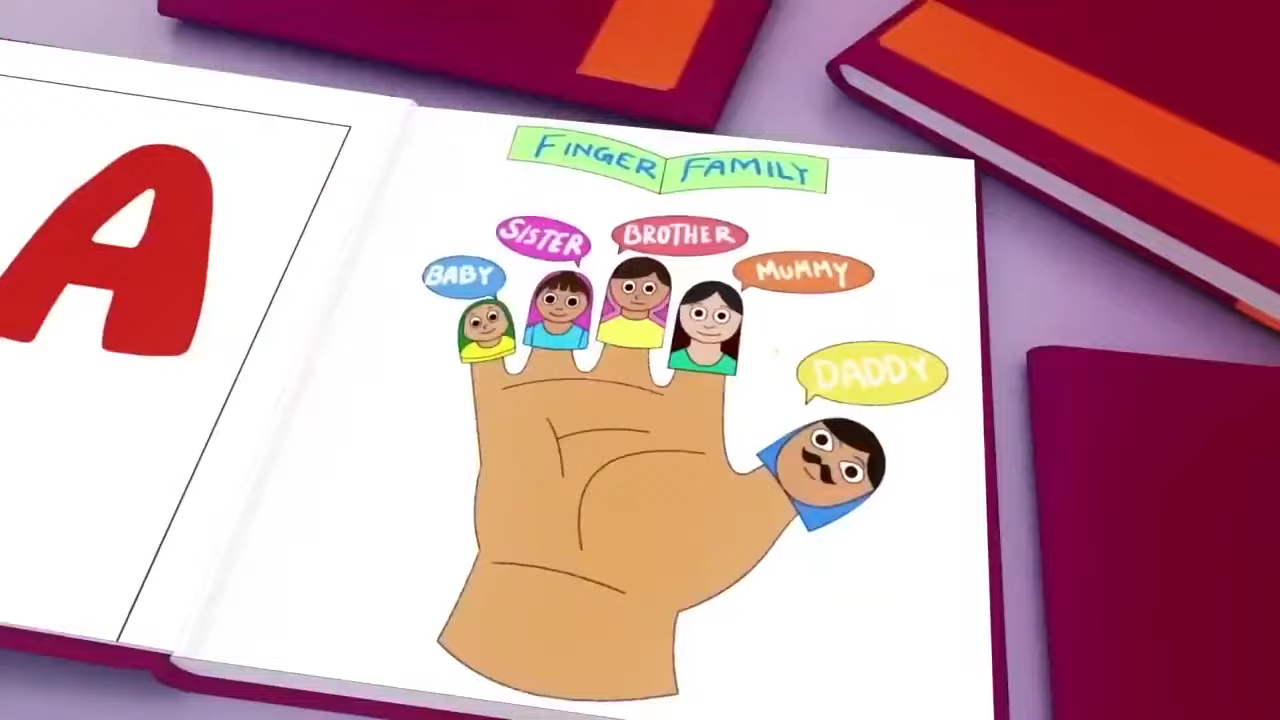 A
FINGER FAMILY
SISTER
BROTHER
BABY
MUMMY
DADDY